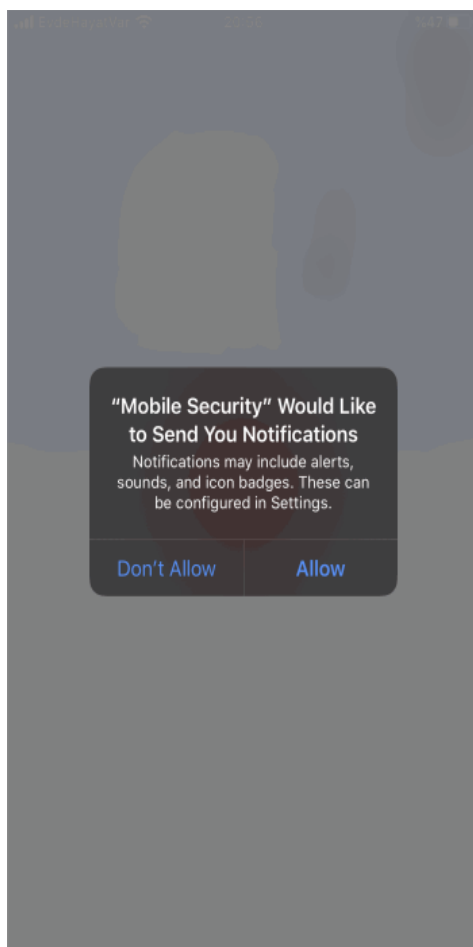 “Mobile Security” Would Like
to Send You Notifications
Notifications may include alerts,
sounds, and icon badges. These can
be configured in Settings.
Don’t Allow
Allow